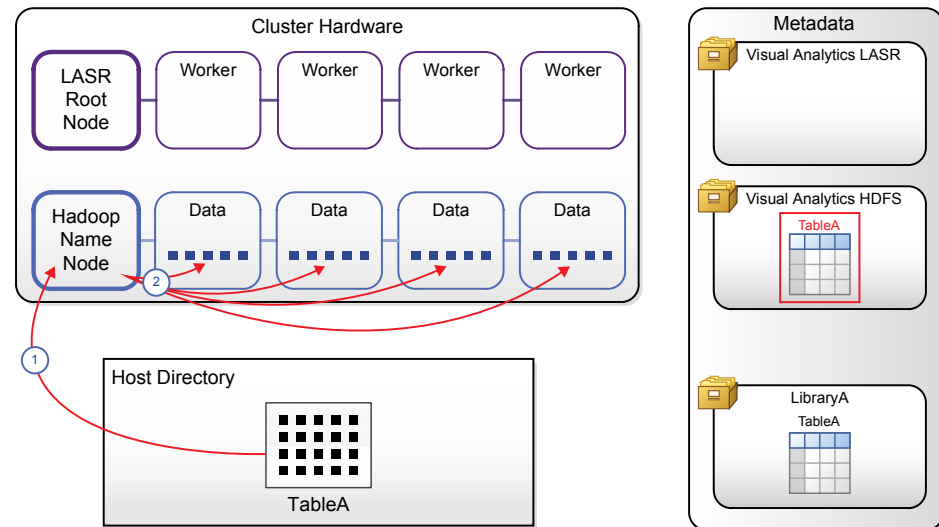 Cluster Hardware
LASR
Root
Node
Worker
Worker
Worker
Worker
Hadoop
Name
Node
Data
Data
Data
Data
2
1
Host Directory
TableA
Metadata
Visual Analytics LASR
Visual Analytics HDFS
TableA
LibraryA
TableA